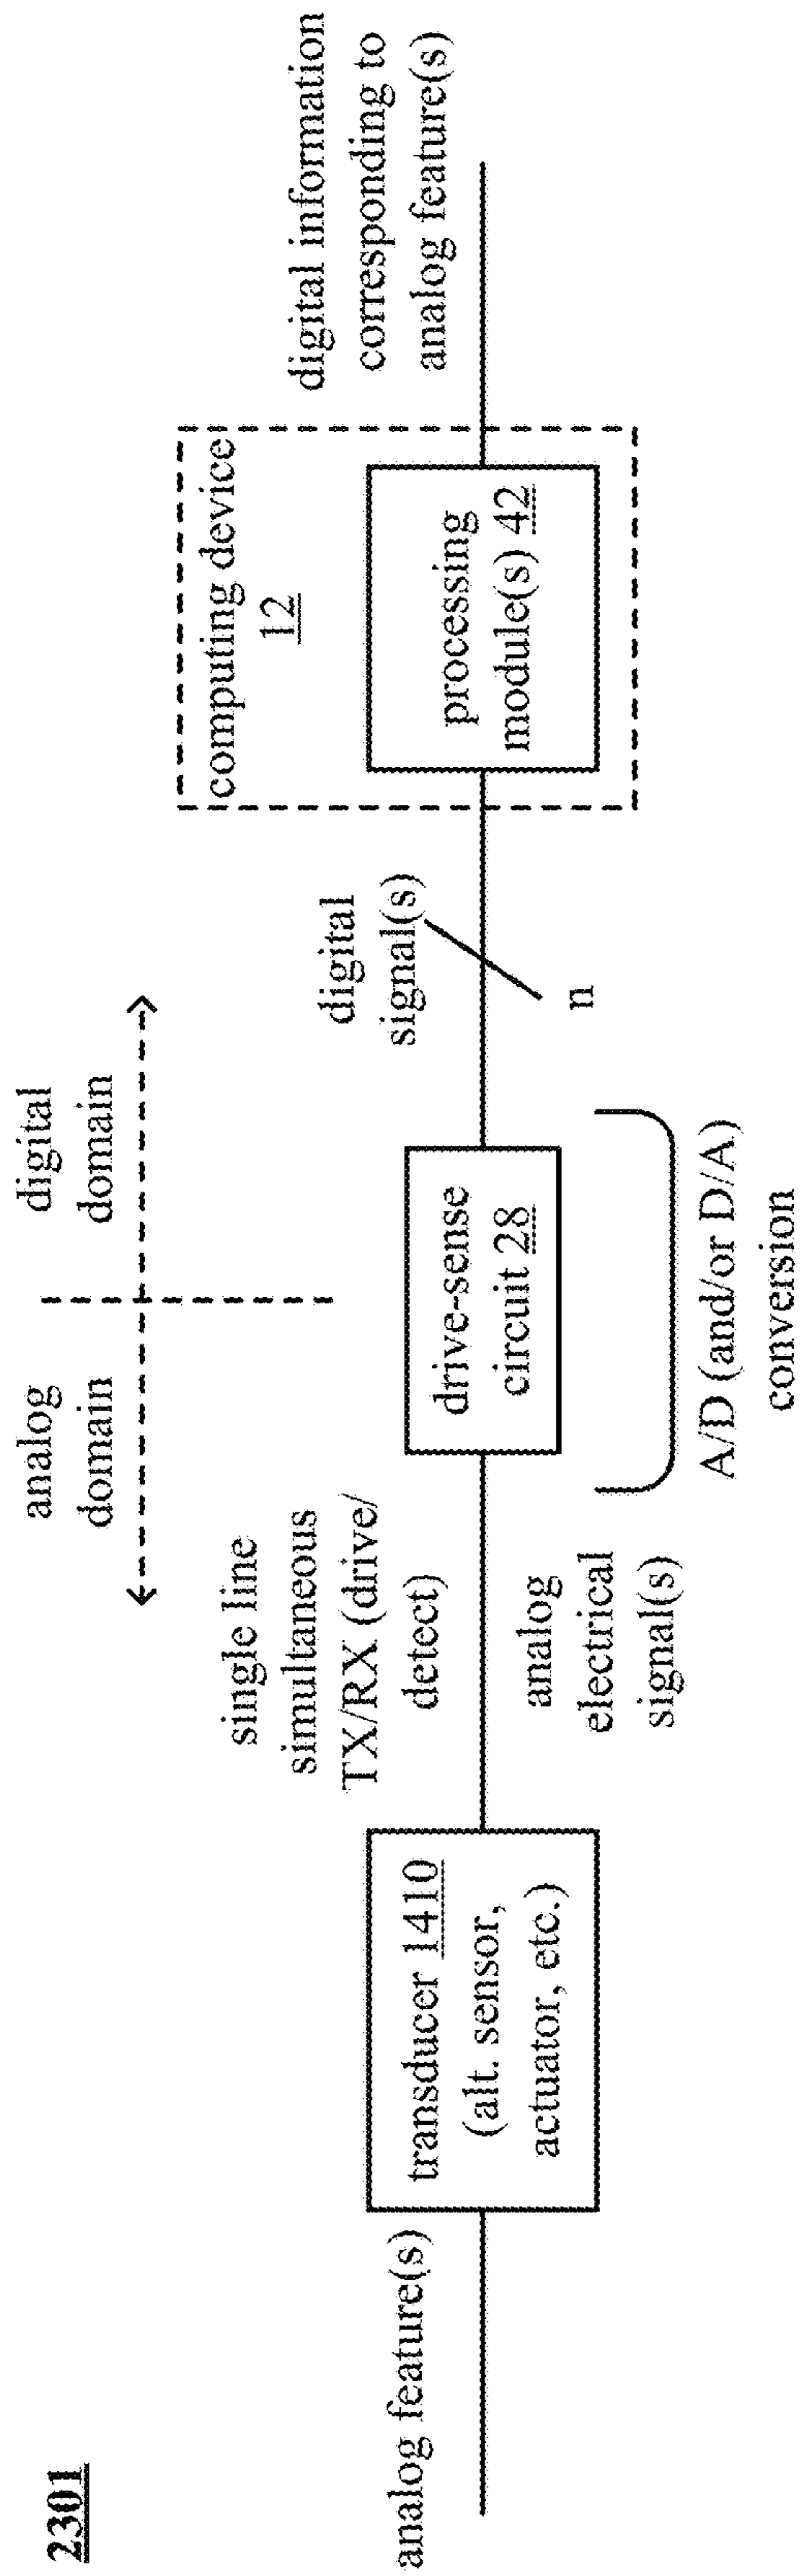 2301
analog
domain
digital
domain
single line
simultaneous
TX/RX (drive/
detect)
analog feature(s)
transducer 1410
(alt. sensor,
actuator, etc.)
analog
electrical
signal(s)
drive-sense
circuit 28
A/D (and/or D/A)
conversion
digital
signal(s)
n
computing device
12
processing
module(s) 42
digital information
corresponding to
analog feature(s)